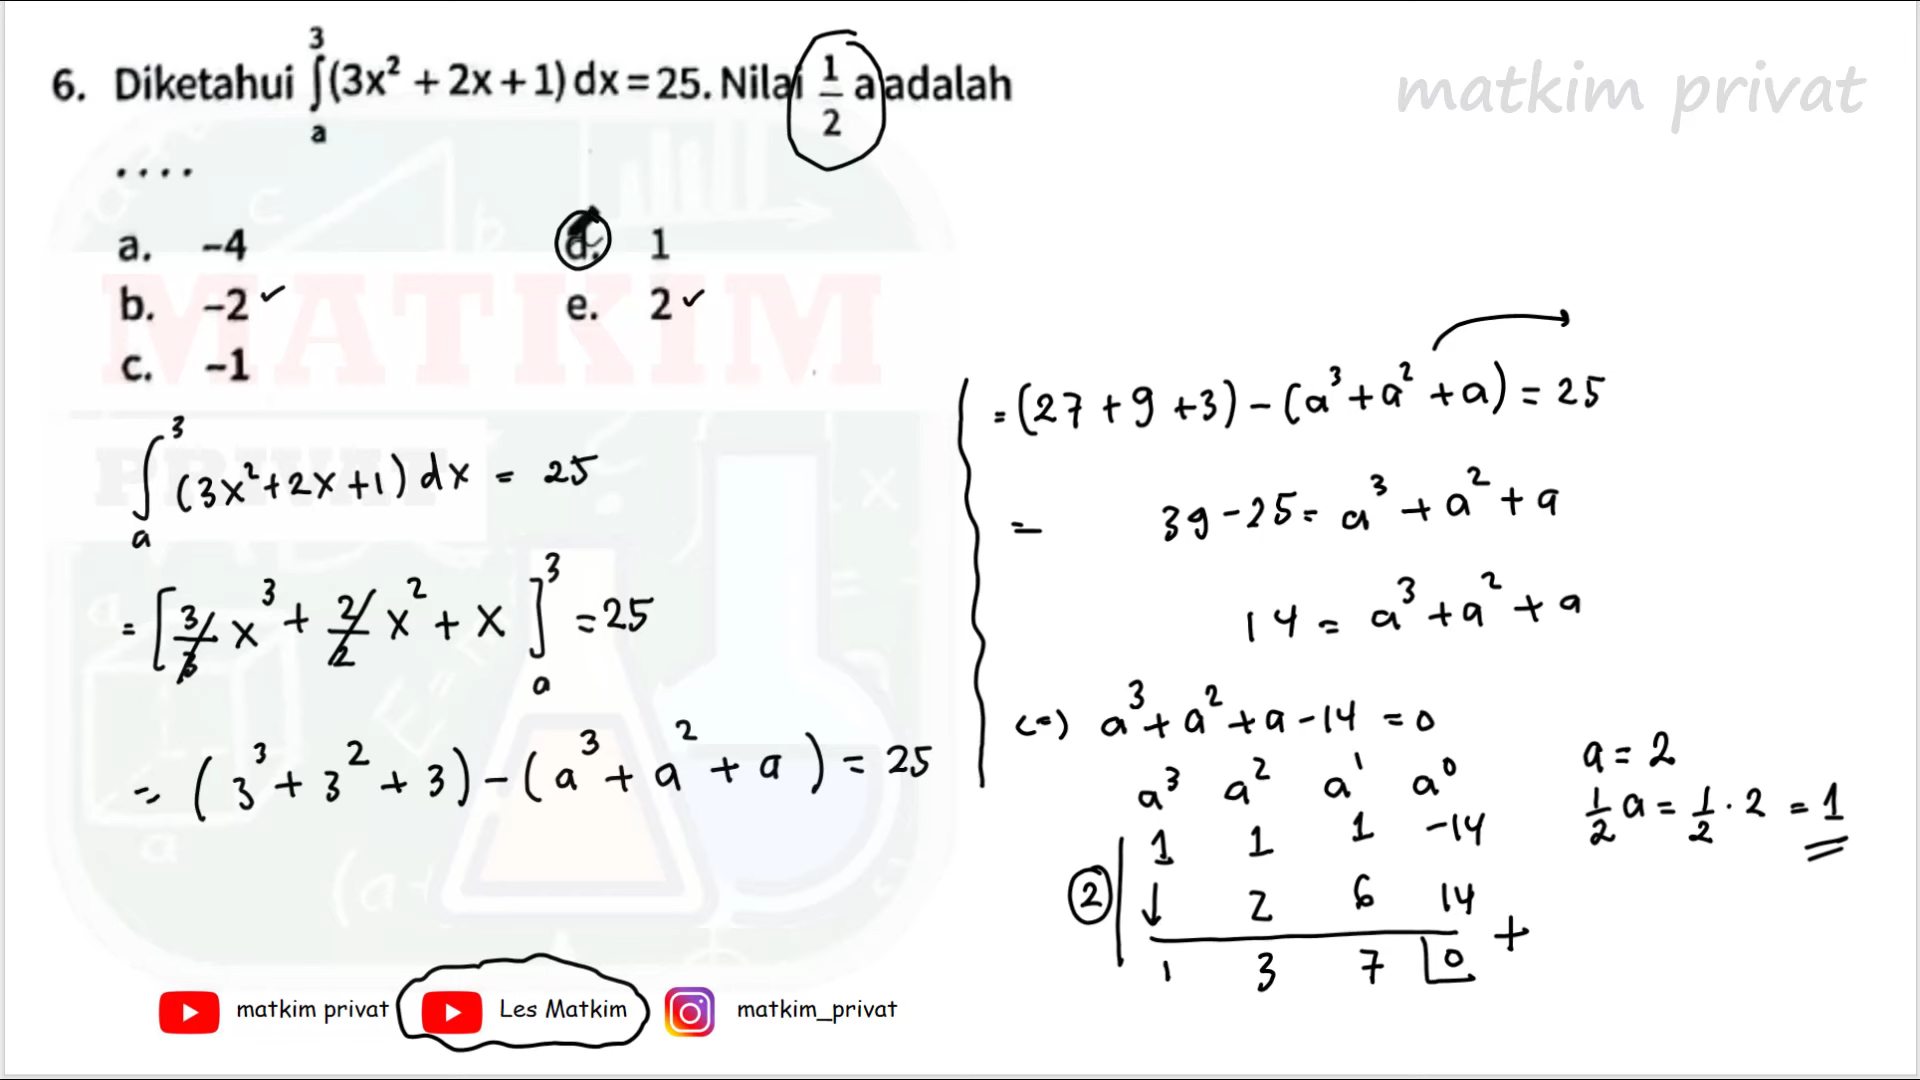 matkim privat
6. Diketahui ∫ₐ³(3x² + 2x + 1) dx = 25. Nilai 1/2 a adalah
....
a. −4
d. 1
b. −2 ✓
e. 2 ✓
c. −1
MATKIM
PRIVAT
∫ₐ³ (3x²+2x+1) dx = 25
= [3/3 x³ + 2/2 x² + x]ₐ³ = 25
= (3³ + 3² + 3) − (a³ + a² + a) = 25
= (27 + 9 + 3) − (a³ + a² + a) = 25
= 39 − 25 = a³ + a² + a
14 = a³ + a² + a
(=) a³ + a² + a − 14 = 0
a³ a² a¹ a⁰
1 1 1 −14
2 ↓ 2 6 14 +
1 3 7 0
a = 2
1/2 a = 1/2 · 2 = 1
matkim privat
Les Matkim
matkim_privat